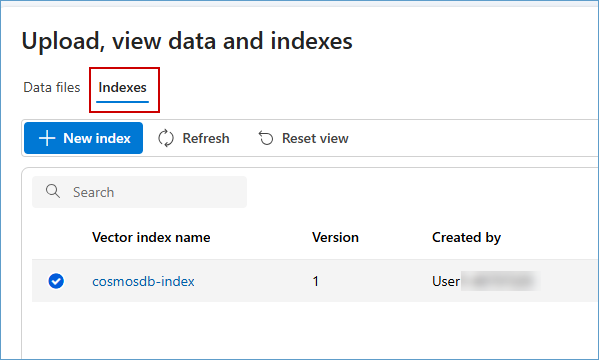 Upload, view data and indexes
Data files Indexes
New index Refresh Reset view
Search
Vector index name Version Created by
cosmosdb-index 1 User